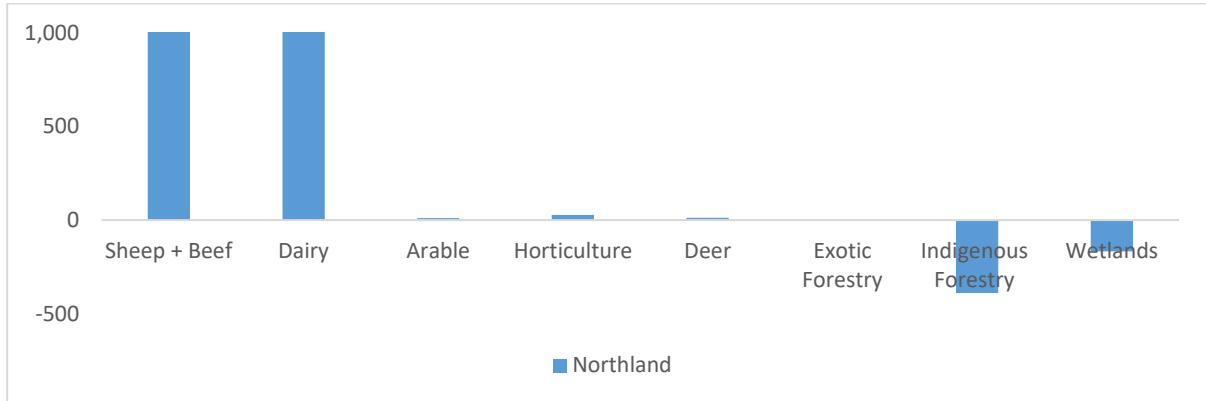 1,000
500
0
-500
Sheep + Beef
Dairy
Arable
Horticulture
Deer
Exotic
Forestry
Indigenous
Forestry
Wetlands
Northland